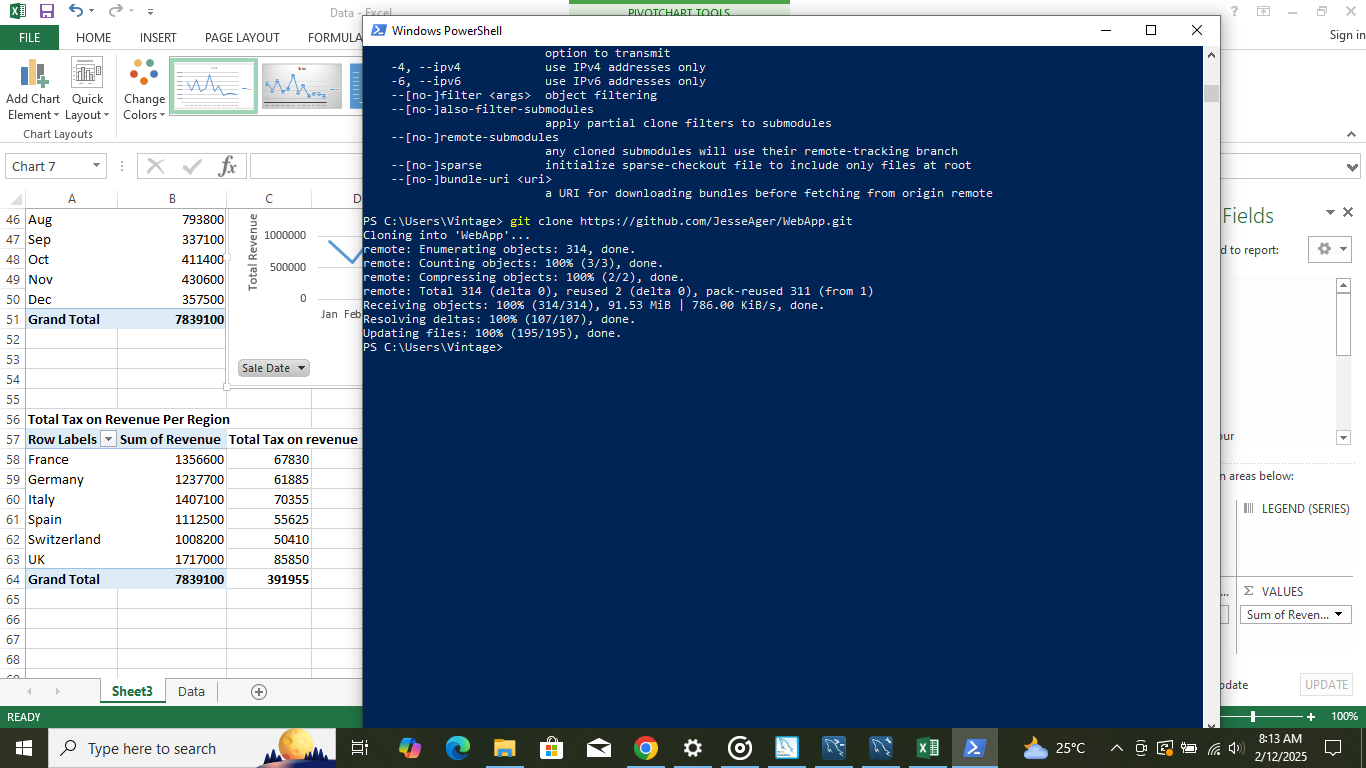 Data - Excel
PIVOTCHART TOOLS
FILE
HOME
INSERT
PAGE LAYOUT
FORMULA
Sign in
Add Chart
Element
Quick
Layout
Change
Colors
Chart Layouts
Chart 7
fx
A B C D
46 Aug 793800
47 Sep 337100
48 Oct 411400
49 Nov 430600
50 Dec 357500
51 Grand Total 7839100
52
53
54
55
56 Total Tax on Revenue Per Region
57 Row Labels Sum of Revenue Total Tax on revenue
58 France 1356600 67830
59 Germany 1237700 61885
60 Italy 1407100 70355
61 Spain 1112500 55625
62 Switzerland 1008200 50410
63 UK 1717000 85850
64 Grand Total 7839100 391955
65
66
67
68
Total Revenue
1000000
500000
0
Jan Feb
Sale Date
Sheet3 Data
READY
Windows PowerShell
option to transmit
-4, --ipv4 use IPv4 addresses only
-6, --ipv6 use IPv6 addresses only
--[no-]filter <args> object filtering
--[no-]also-filter-submodules
apply partial clone filters to submodules
--[no-]remote-submodules
any cloned submodules will use their remote-tracking branch
--[no-]sparse initialize sparse-checkout file to include only files at root
--[no-]bundle-uri <uri>
a URI for downloading bundles before fetching from origin remote
PS C:\Users\Vintage> git clone https://github.com/JesseAger/WebApp.git
Cloning into 'WebApp'...
remote: Enumerating objects: 314, done.
remote: Counting objects: 100% (3/3), done.
remote: Compressing objects: 100% (2/2), done.
remote: Total 314 (delta 0), reused 2 (delta 0), pack-reused 311 (from 1)
Receiving objects: 100% (314/314), 91.53 MiB | 786.00 KiB/s, done.
Resolving deltas: 100% (107/107), done.
Updating files: 100% (195/195), done.
PS C:\Users\Vintage>
Fields
d to report:
our
n areas below:
LEGEND (SERIES)
... Σ VALUES
Sum of Reven...
pdate
UPDATE
100%
Type here to search
25°C
8:13 AM
2/12/2025